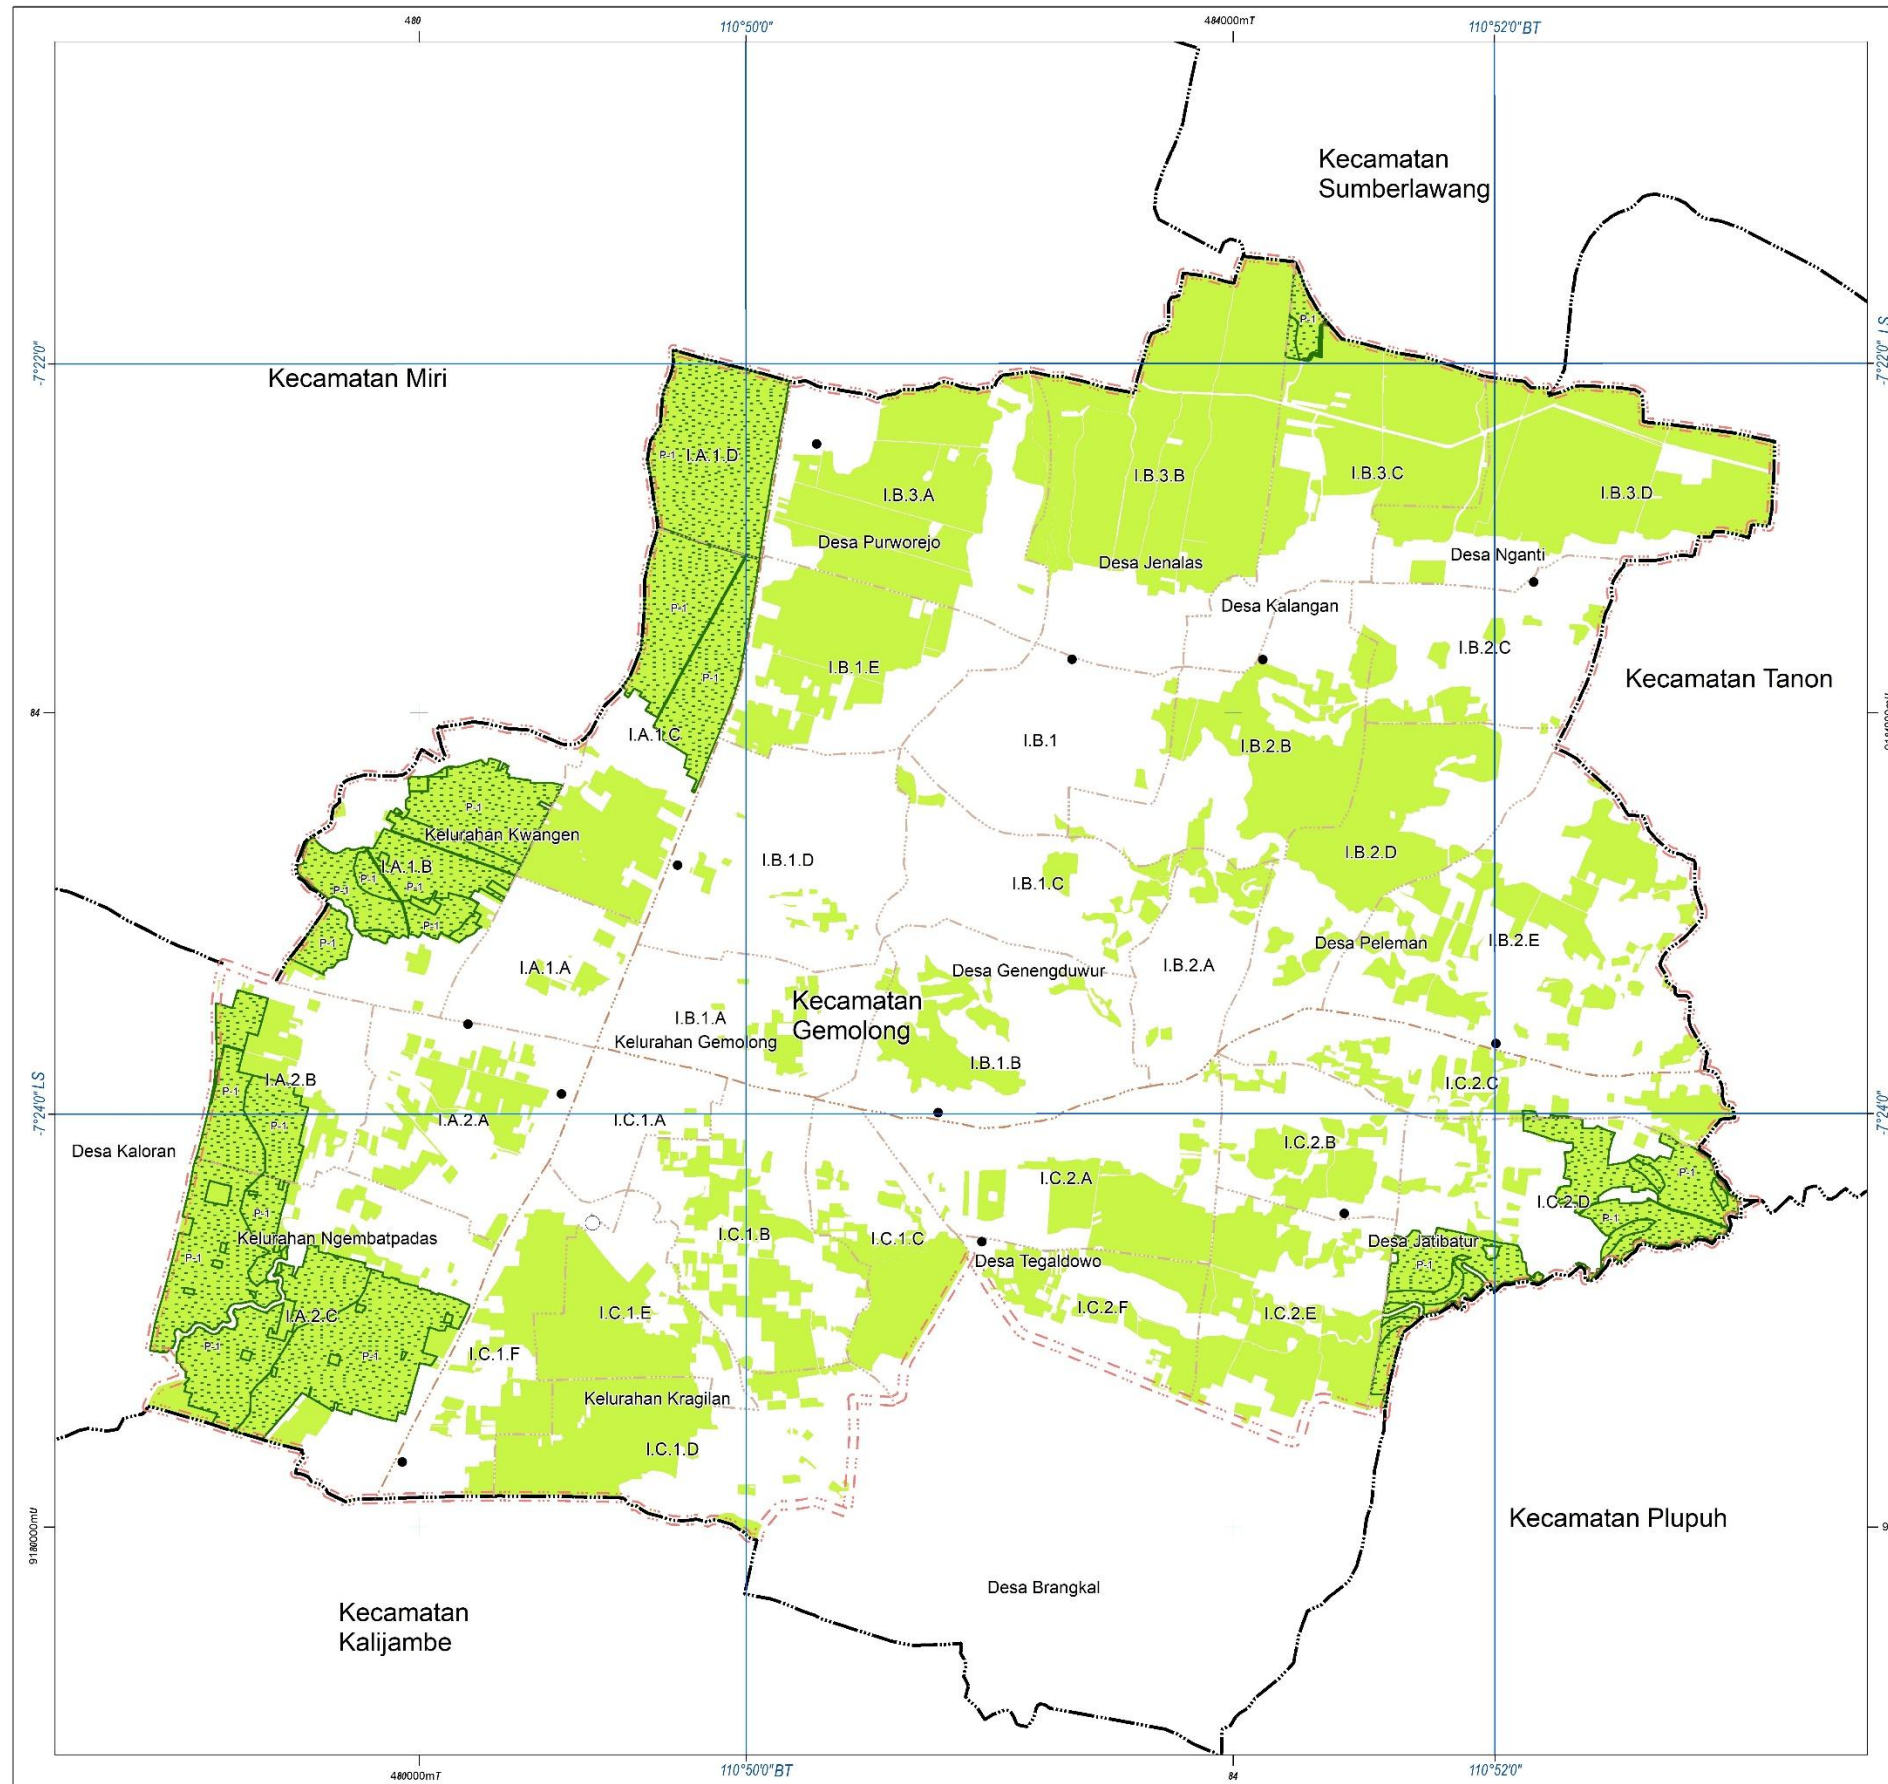 480
110°50'0"
484000mT
110°52'0"BT
Kecamatan
Sumberlawang
-7°22'0"
-7°22'0" LS
Kecamatan Miri
P-1
P-1
I.A.1.D
I.B.3.A
I.B.3.B
I.B.3.C
I.B.3.D
Desa Purworejo
Desa Jenalas
Desa Nganti
P-1
Desa Kalangan
I.B.1.E
I.B.2.C
P-1
Kecamatan Tanon
84
I.A.1.C
I.B.1
I.B.2.B
P-1
Kelurahan Kwangen
I.A.1.B
P-1
P-1
P-1
P-1
P-1
I.B.1.D
I.B.1.C
I.B.2.D
Desa Peleman
I.B.2.E
I.A.1.A
Desa Genengduwur
I.B.2.A
Kecamatan
Gemolong
I.B.1.A
Kelurahan Gemolong
I.B.1.B
I.A.2.B
P-1
I.C.2.C
-7°24'0" LS
-7°24'0"
I.A.2.A
I.C.1.A
P-1
Desa Kaloran
I.C.2.B
I.C.2.A
P-1
I.C.2.D
P-1
P-1
Kelurahan Ngembatpadas
I.C.1.B
I.C.1.C
Desa Jatibatur
P-1
Desa Tegaldowo
P-1
I.A.2.C
I.C.1.E
I.C.2.F
I.C.2.E
P-1
P-1
I.C.1.F
Kelurahan Kragilan
I.C.1.D
Kecamatan Plupuh
9180000mU
9
Desa Brangkal
Kecamatan
Kalijambe
480000mT
110°50'0"BT
84
110°52'0"